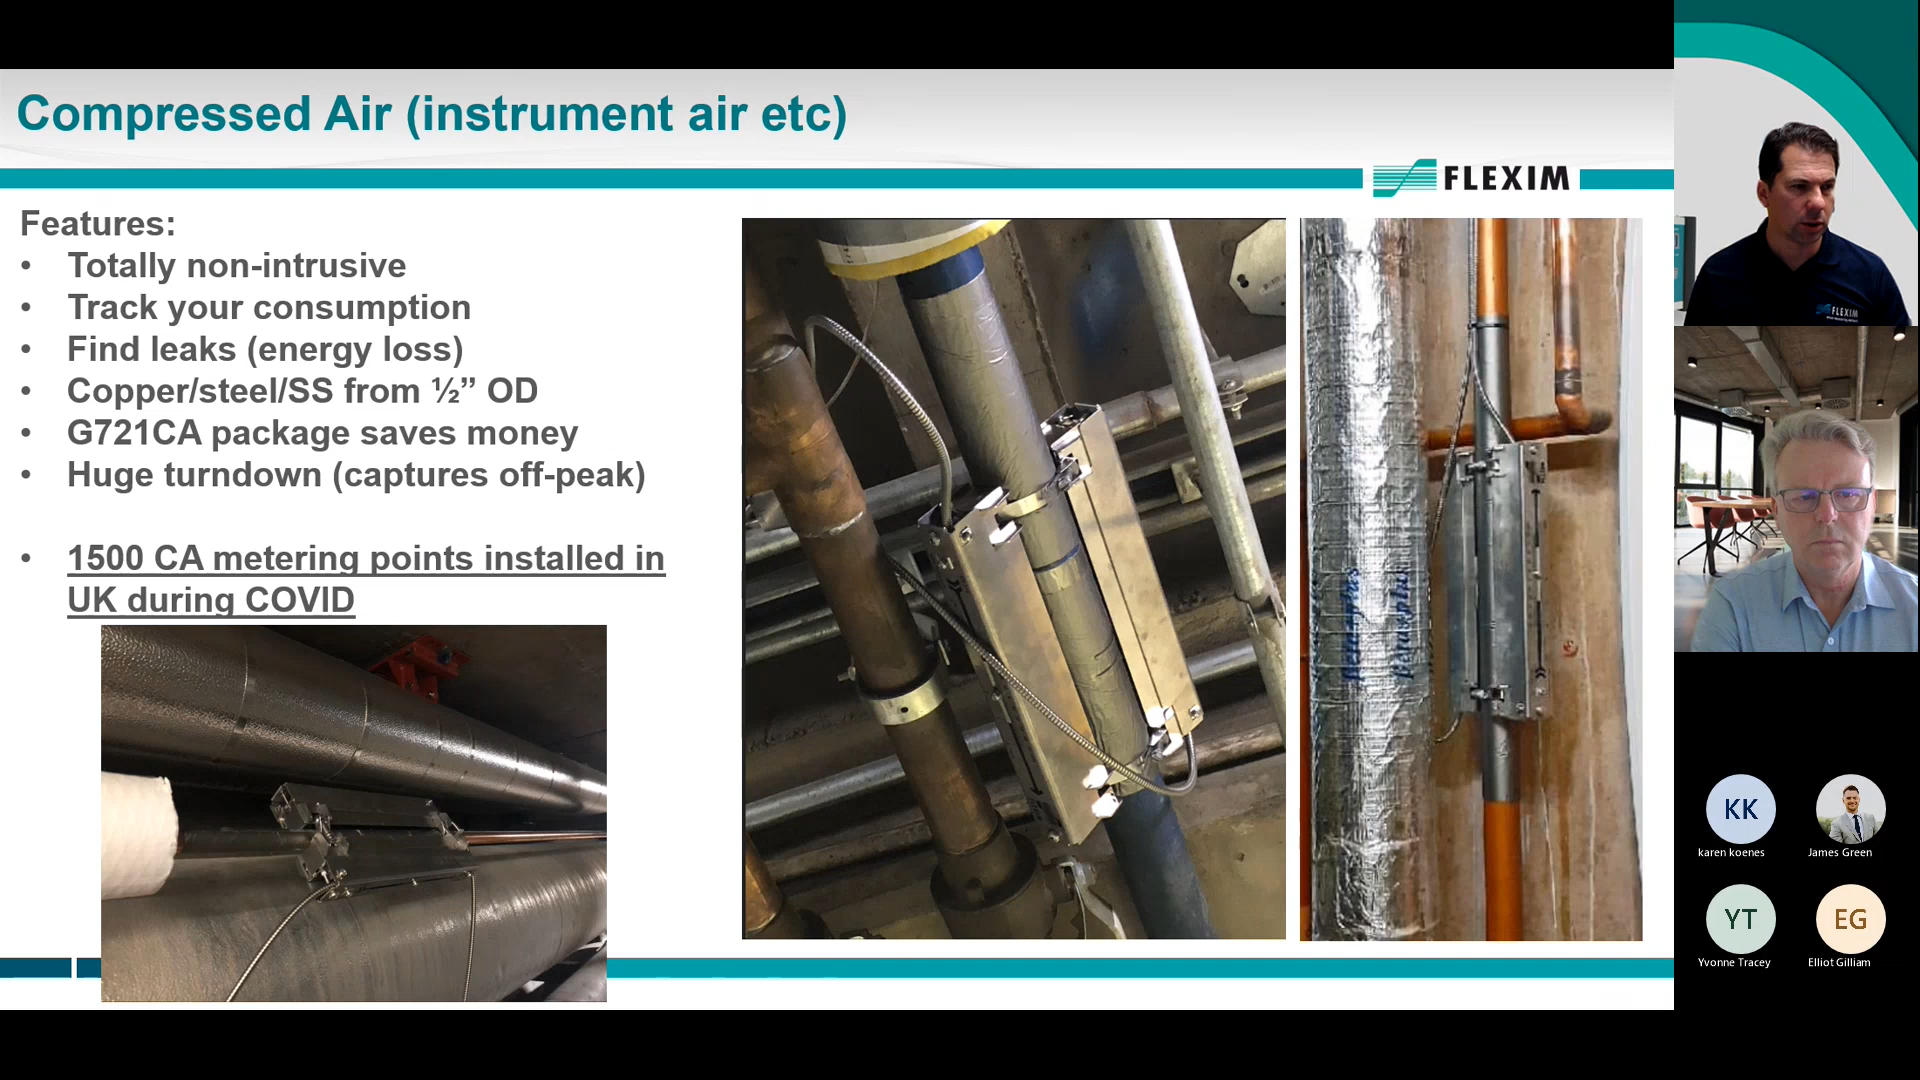 Compressed Air (instrument air etc)
FLEXIM
Features:
• Totally non-intrusive
• Track your consumption
• Find leaks (energy loss)
• Copper/steel/SS from ½” OD
• G721CA package saves money
• Huge turndown (captures off-peak)
• 1500 CA metering points installed in
UK during COVID
FLEXIM
KK
karen koenes
James Green
YT
Yvonne Tracey
EG
Elliot Gilliam